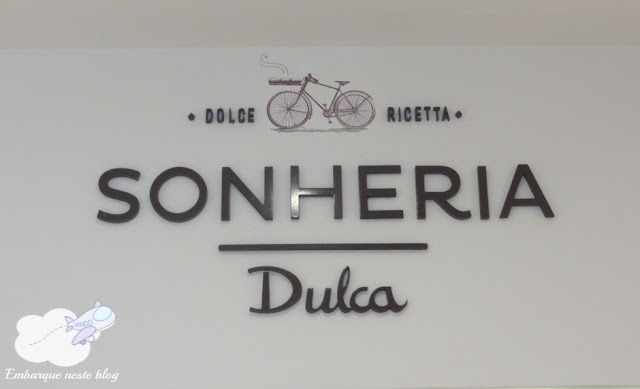 • DOLCE RICETTA •
SONHERIA
Dulca
Embarque neste blog